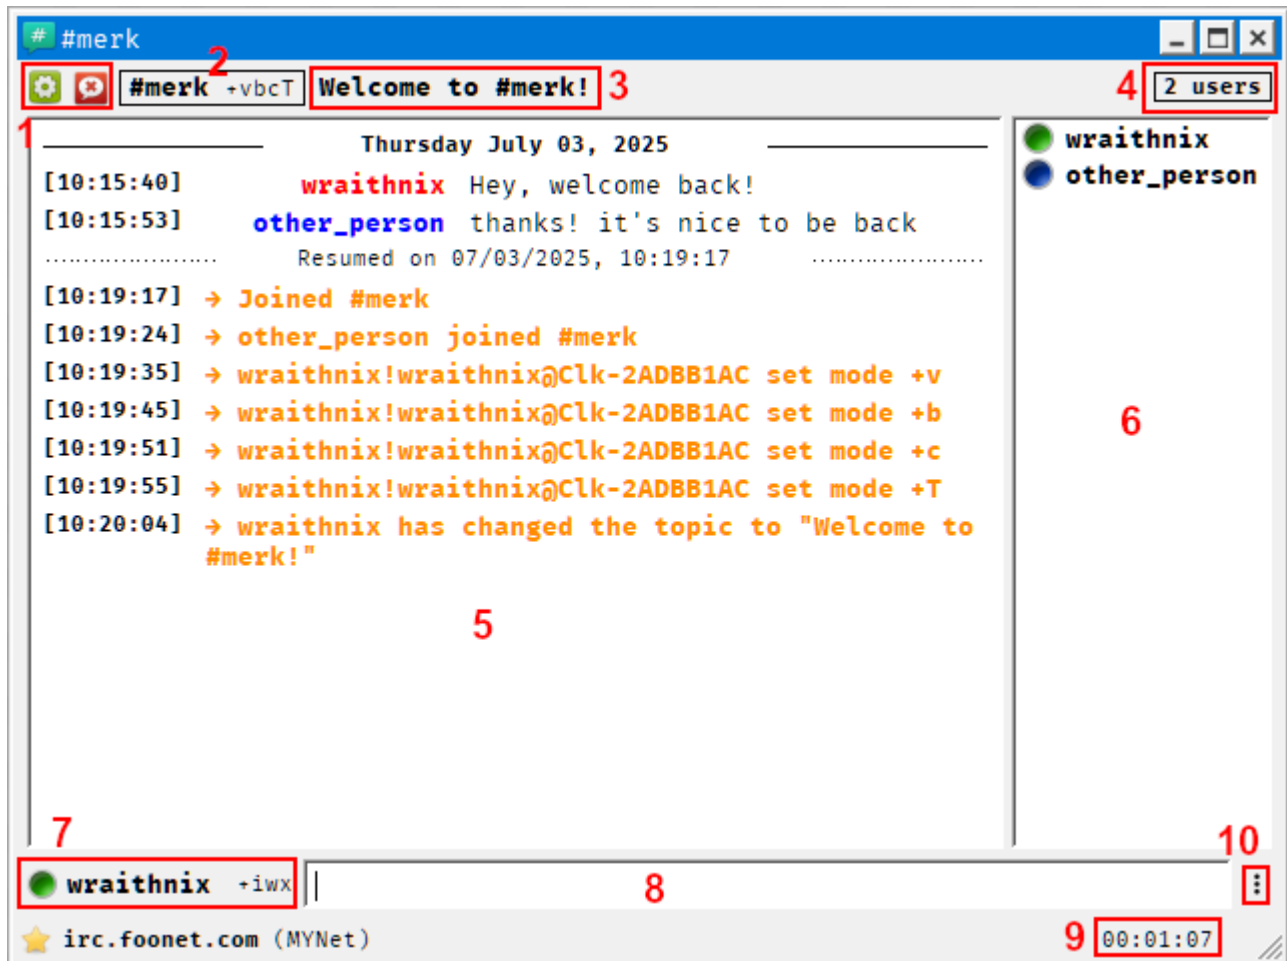 # #merk
2
#merk +vbcT Welcome to #merk! 3 4 2 users
1
Thursday July 03, 2025
[10:15:40] wraithnix Hey, welcome back!
[10:15:53] other_person thanks! it's nice to be back
Resumed on 07/03/2025, 10:19:17
[10:19:17] → Joined #merk
[10:19:24] → other_person joined #merk
[10:19:35] → wraithnix!wraithnix@Clk-2ADBB1AC set mode +v
[10:19:45] → wraithnix!wraithnix@Clk-2ADBB1AC set mode +b
[10:19:51] → wraithnix!wraithnix@Clk-2ADBB1AC set mode +c
[10:19:55] → wraithnix!wraithnix@Clk-2ADBB1AC set mode +T
[10:20:04] → wraithnix has changed the topic to "Welcome to
#merk!"
5
wraithnix
other_person
6
7
10
wraithnix +iwx
8
irc.foonet.com (MYNet)
9 00:01:07